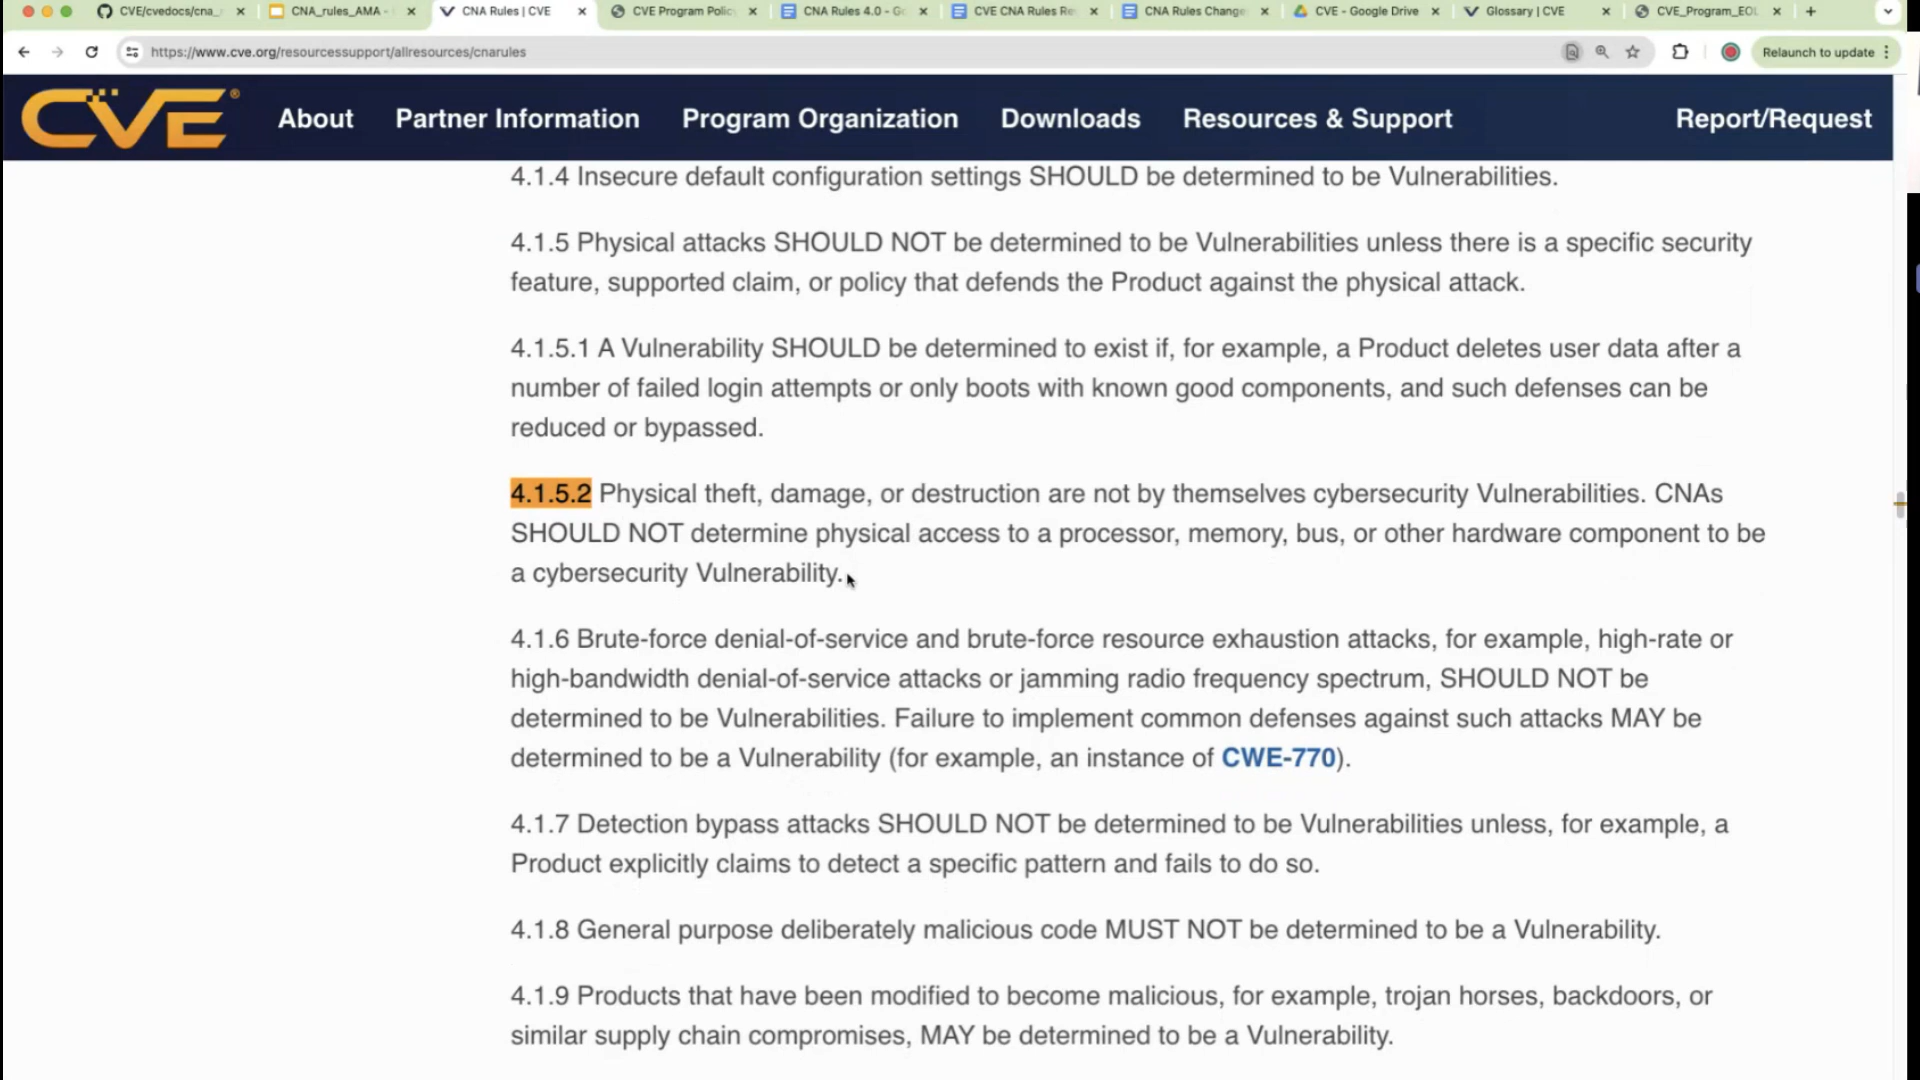 CVE/cvedocs/cna_
CNA_rules_AMA -
CNA Rules | CVE
CVE Program Polic
CNA Rules 4.0 - Go
CVE CNA Rules Re
CNA Rules Change
CVE - Google Drive
Glossary | CVE
CVE_Program_EOL
https://www.cve.org/resourcessupport/allresources/cnarules
Relaunch to update
CVE®
About
Partner Information
Program Organization
Downloads
Resources & Support
Report/Request
4.1.4 Insecure default configuration settings SHOULD be determined to be Vulnerabilities.
4.1.5 Physical attacks SHOULD NOT be determined to be Vulnerabilities unless there is a specific security
feature, supported claim, or policy that defends the Product against the physical attack.
4.1.5.1 A Vulnerability SHOULD be determined to exist if, for example, a Product deletes user data after a
number of failed login attempts or only boots with known good components, and such defenses can be
reduced or bypassed.
4.1.5.2 Physical theft, damage, or destruction are not by themselves cybersecurity Vulnerabilities. CNAs
SHOULD NOT determine physical access to a processor, memory, bus, or other hardware component to be
a cybersecurity Vulnerability.
4.1.6 Brute-force denial-of-service and brute-force resource exhaustion attacks, for example, high-rate or
high-bandwidth denial-of-service attacks or jamming radio frequency spectrum, SHOULD NOT be
determined to be Vulnerabilities. Failure to implement common defenses against such attacks MAY be
determined to be a Vulnerability (for example, an instance of CWE-770).
4.1.7 Detection bypass attacks SHOULD NOT be determined to be Vulnerabilities unless, for example, a
Product explicitly claims to detect a specific pattern and fails to do so.
4.1.8 General purpose deliberately malicious code MUST NOT be determined to be a Vulnerability.
4.1.9 Products that have been modified to become malicious, for example, trojan horses, backdoors, or
similar supply chain compromises, MAY be determined to be a Vulnerability.